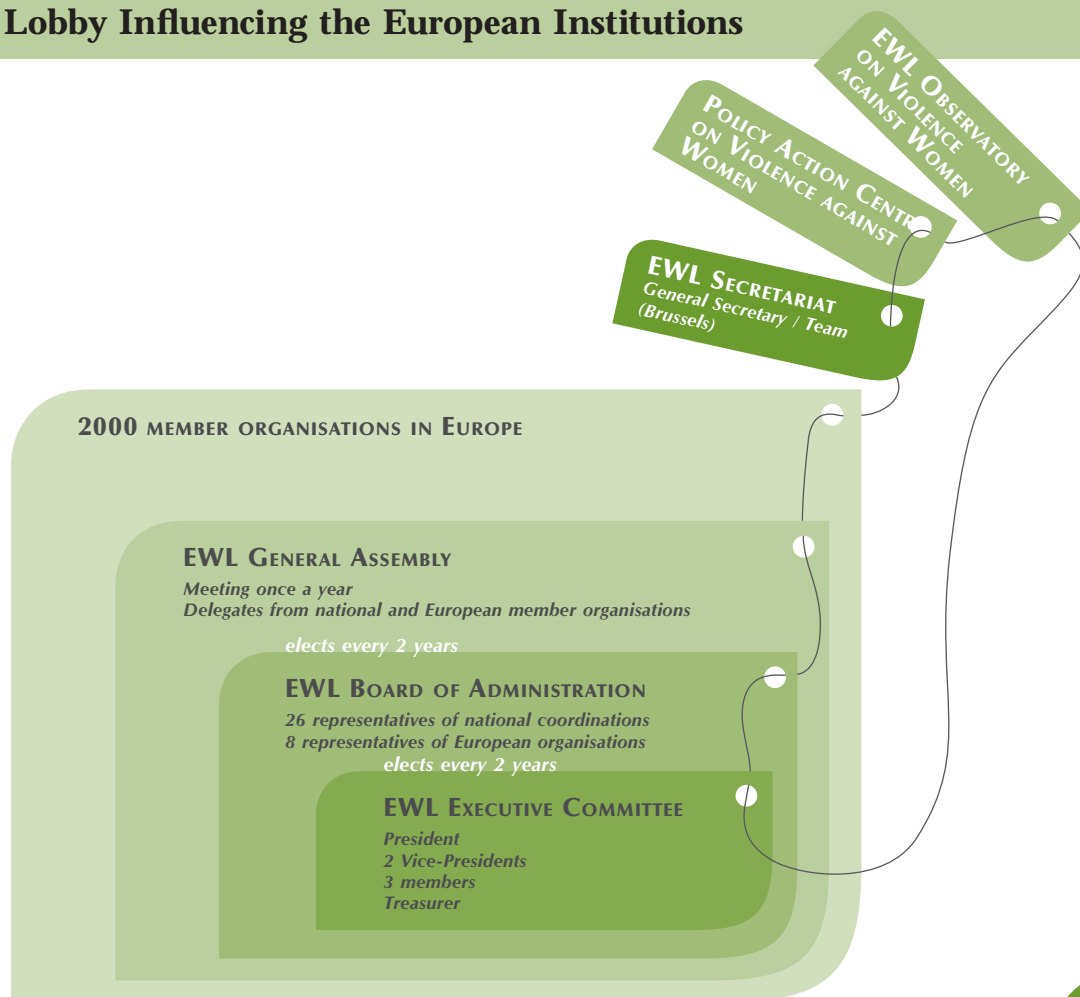 Lobby Influencing the European Institutions
EWL Observatory
on Violence
against Women
Policy Action Centr
on Violence against
Women
EWL Secretariat
General Secretary / Team
(Brussels)
2000 member organisations in Europe
EWL General Assembly
Meeting once a year
Delegates from national and European member organisations
elects every 2 years
EWL Board of Administration
26 representatives of national coordinations
8 representatives of European organisations
elects every 2 years
EWL Executive Committee
President
2 Vice-Presidents
3 members
Treasurer